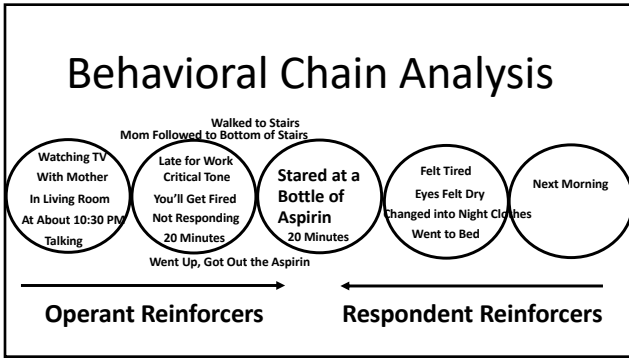 Behavioral Chain Analysis
Walked to Stairs
Mom Followed to Bottom of Stairs
Watching TV
With Mother
In Living Room
At About 10:30 PM
Talking
Late for Work
Critical Tone
You'll Get Fired
Not Responding
20 Minutes
Went Up, Got Out the Aspirin
Stared at a
Bottle of
Aspirin
20 Minutes
Felt Tired
Eyes Felt Dry
Changed into Night Clothes
Went to Bed
Next Morning
Operant Reinforcers
Respondent Reinforcers